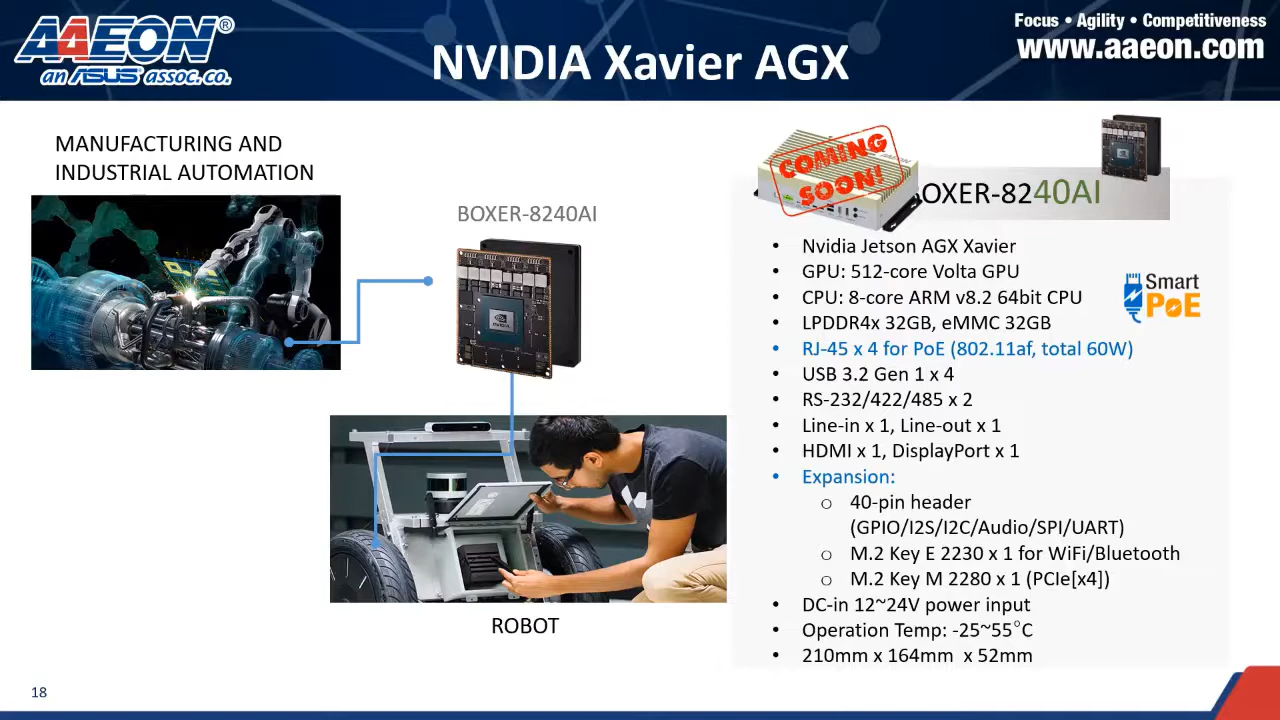 AAEON®
an ASUS assoc. co.
NVIDIA Xavier AGX
Focus • Agility • Competitiveness
www.aaeon.com
MANUFACTURING AND
INDUSTRIAL AUTOMATION
BOXER-8240AI
NVIDIA
ROBOT
COMING
SOON!
OXER-8240AI
Smart
PoE
• Nvidia Jetson AGX Xavier
• GPU: 512-core Volta GPU
• CPU: 8-core ARM v8.2 64bit CPU
• LPDDR4x 32GB, eMMC 32GB
• RJ-45 x 4 for PoE (802.11af, total 60W)
• USB 3.2 Gen 1 x 4
• RS-232/422/485 x 2
• Line-in x 1, Line-out x 1
• HDMI x 1, DisplayPort x 1
• Expansion:
o 40-pin header
(GPIO/I2S/I2C/Audio/SPI/UART)
o M.2 Key E 2230 x 1 for WiFi/Bluetooth
o M.2 Key M 2280 x 1 (PCIe[x4])
• DC-in 12~24V power input
• Operation Temp: -25~55°C
• 210mm x 164mm x 52mm
18